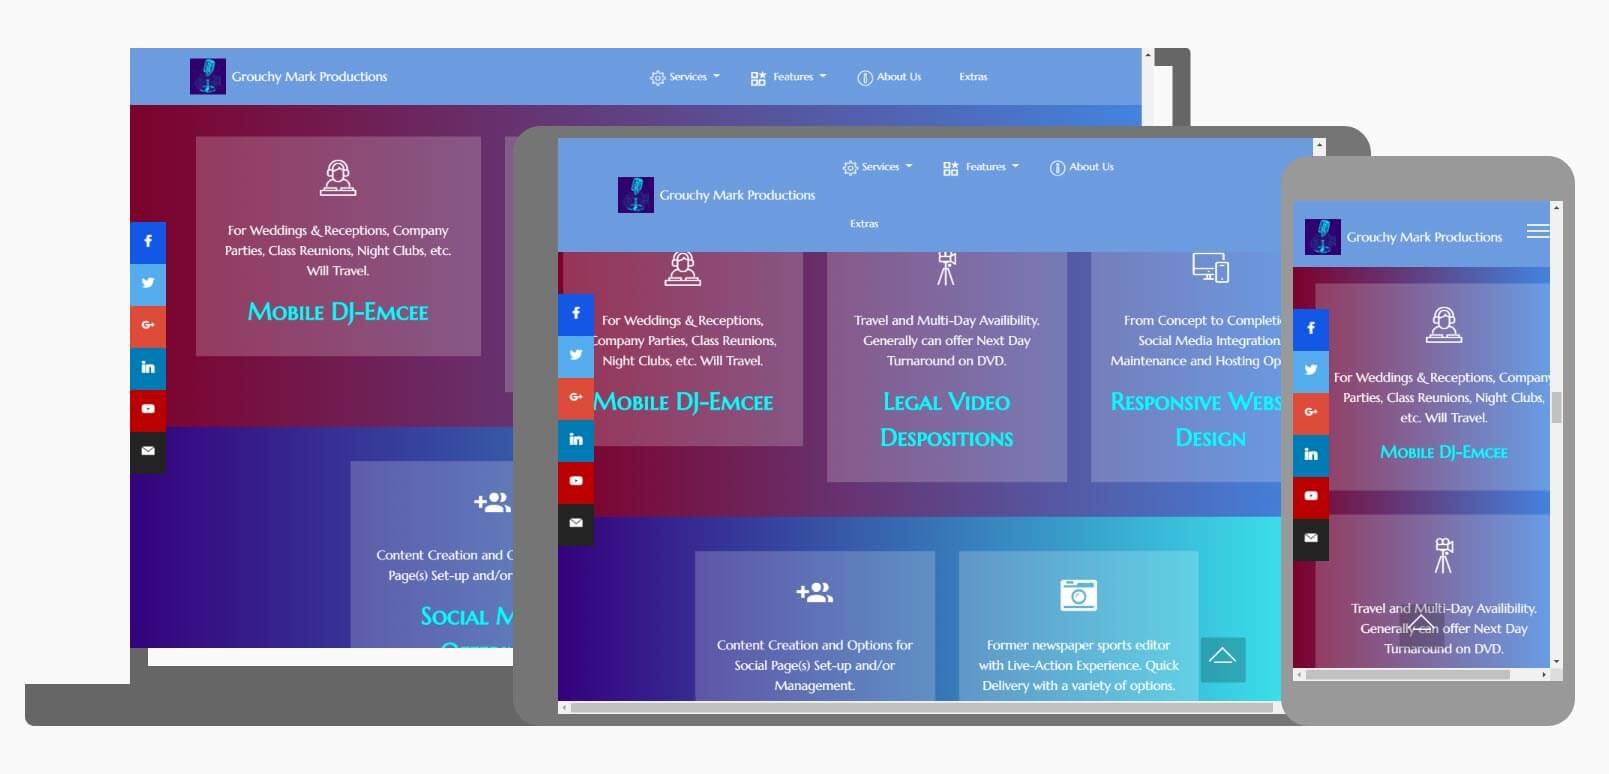 Grouchy Mark Productions
Services
Features
About Us
Extras
For Weddings & Receptions, Company
Parties, Class Reunions, Night Clubs, etc.
Will Travel.
Mobile DJ-Emcee
Content Creation and O
Page(s) Set-up and/or
Social M
Grouchy Mark Productions
Services
Features
About Us
Extras
For Weddings & Receptions,
Company Parties, Class Reunions,
Night Clubs, etc. Will Travel.
Mobile DJ-Emcee
Travel and Multi-Day Availibility.
Generally can offer Next Day
Turnaround on DVD.
Legal Video
Despositions
From Concept to Completi
Social Media Integration
Maintenance and Hosting Op
Responsive Webs
Design
Content Creation and Options for
Social Page(s) Set-up and/or
Management.
Former newspaper sports editor
with Live-Action Experience. Quick
Delivery with a variety of options.
Grouchy Mark Productions
For Weddings & Receptions, Company
Parties, Class Reunions, Night Clubs,
etc. Will Travel.
Mobile DJ-Emcee
Travel and Multi-Day Availibility.
Generally can offer Next Day
Turnaround on DVD.